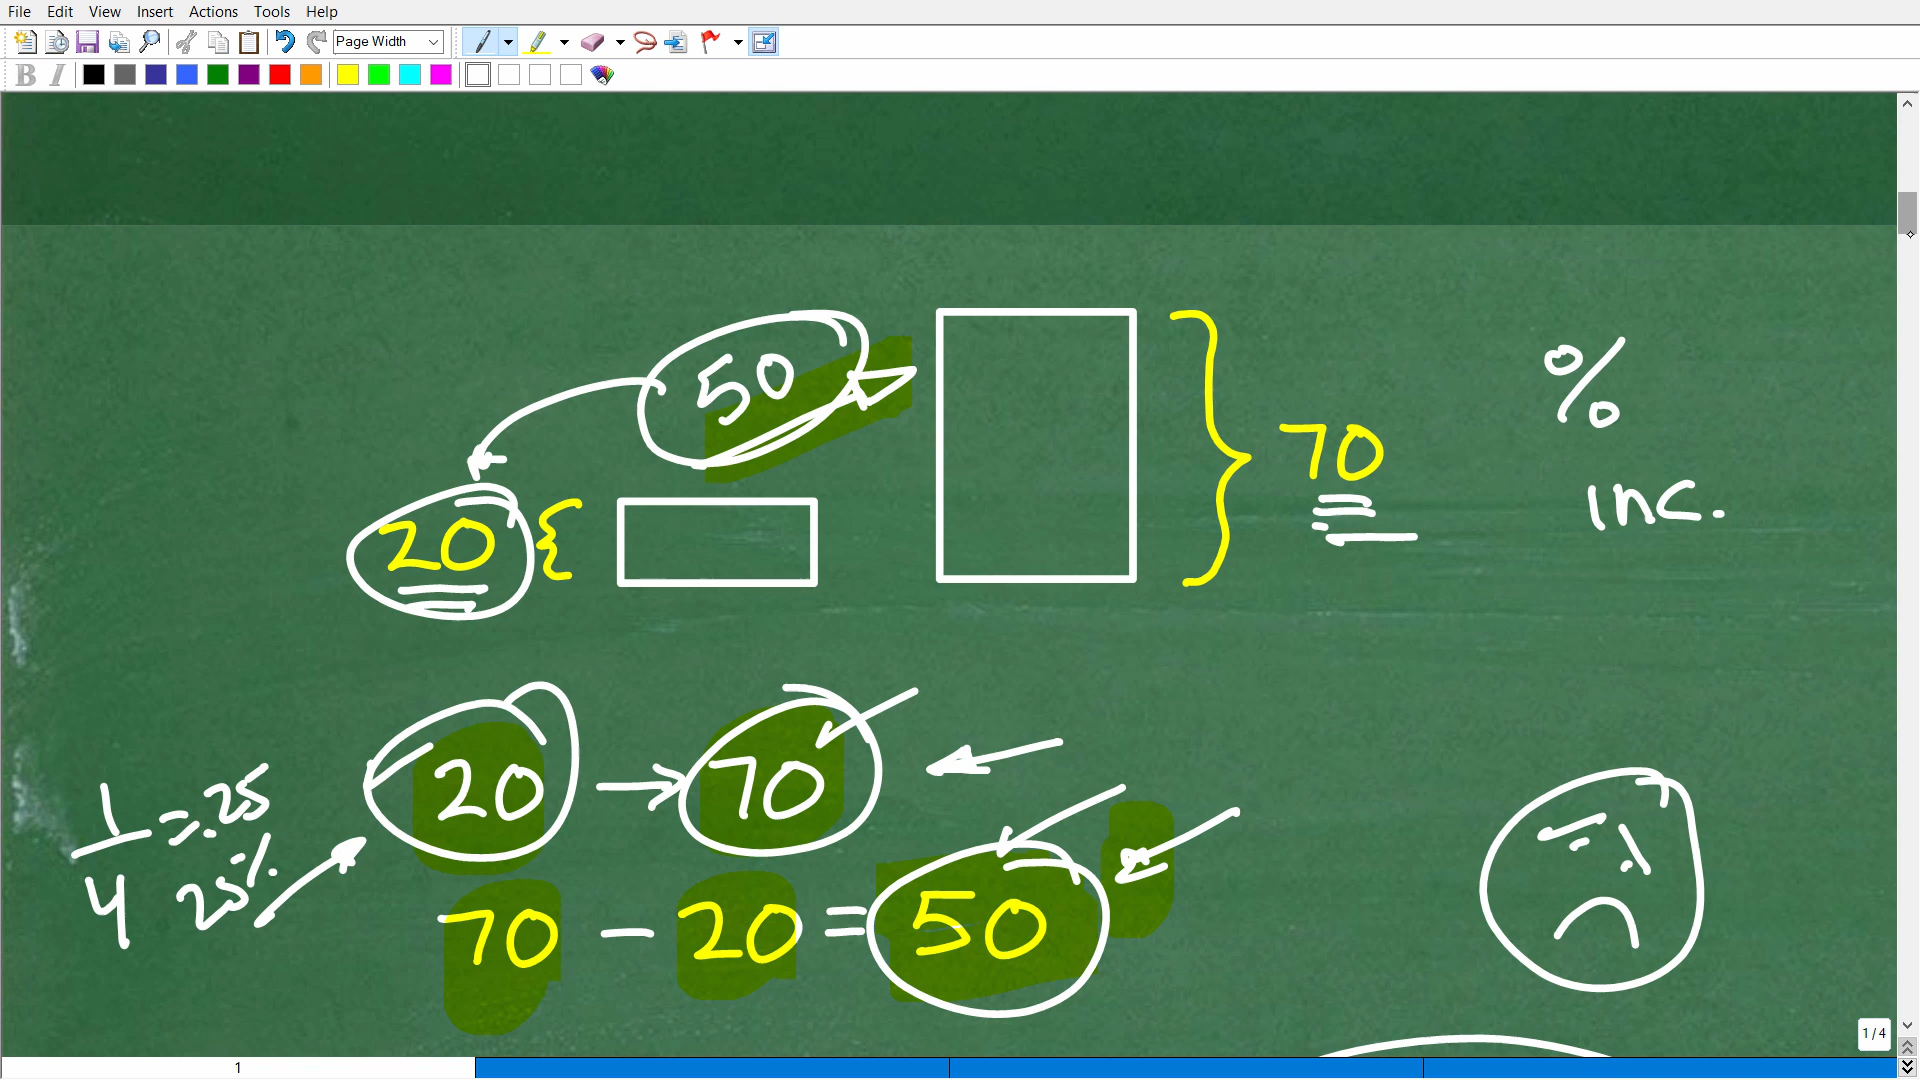 File Edit View Insert Actions Tools Help
Page Width
B I
50
%
70
inc.
20
20 → 70
1/4 = .25
25%
70 - 20 = 50
1 / 4
1